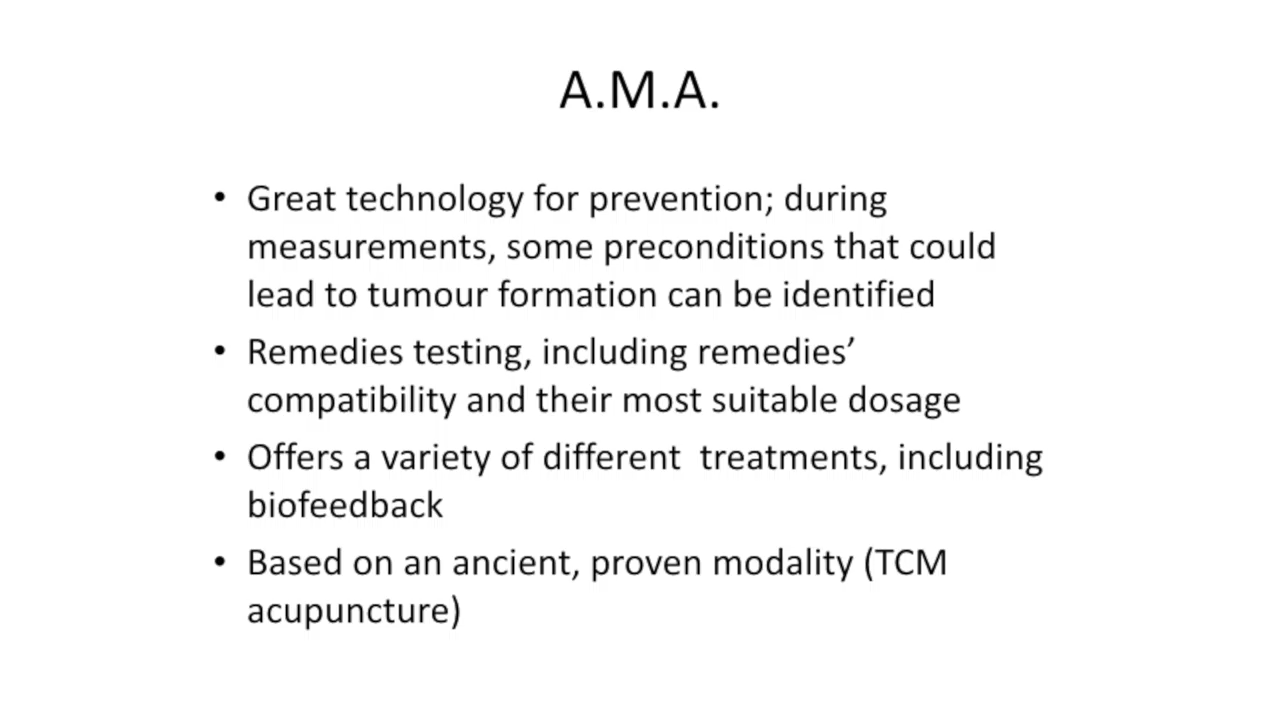 A.M.A.
• Great technology for prevention; during
measurements, some preconditions that could
lead to tumour formation can be identified
• Remedies testing, including remedies’
compatibility and their most suitable dosage
• Offers a variety of different  treatments, including
biofeedback
• Based on an ancient, proven modality (TCM
acupuncture)